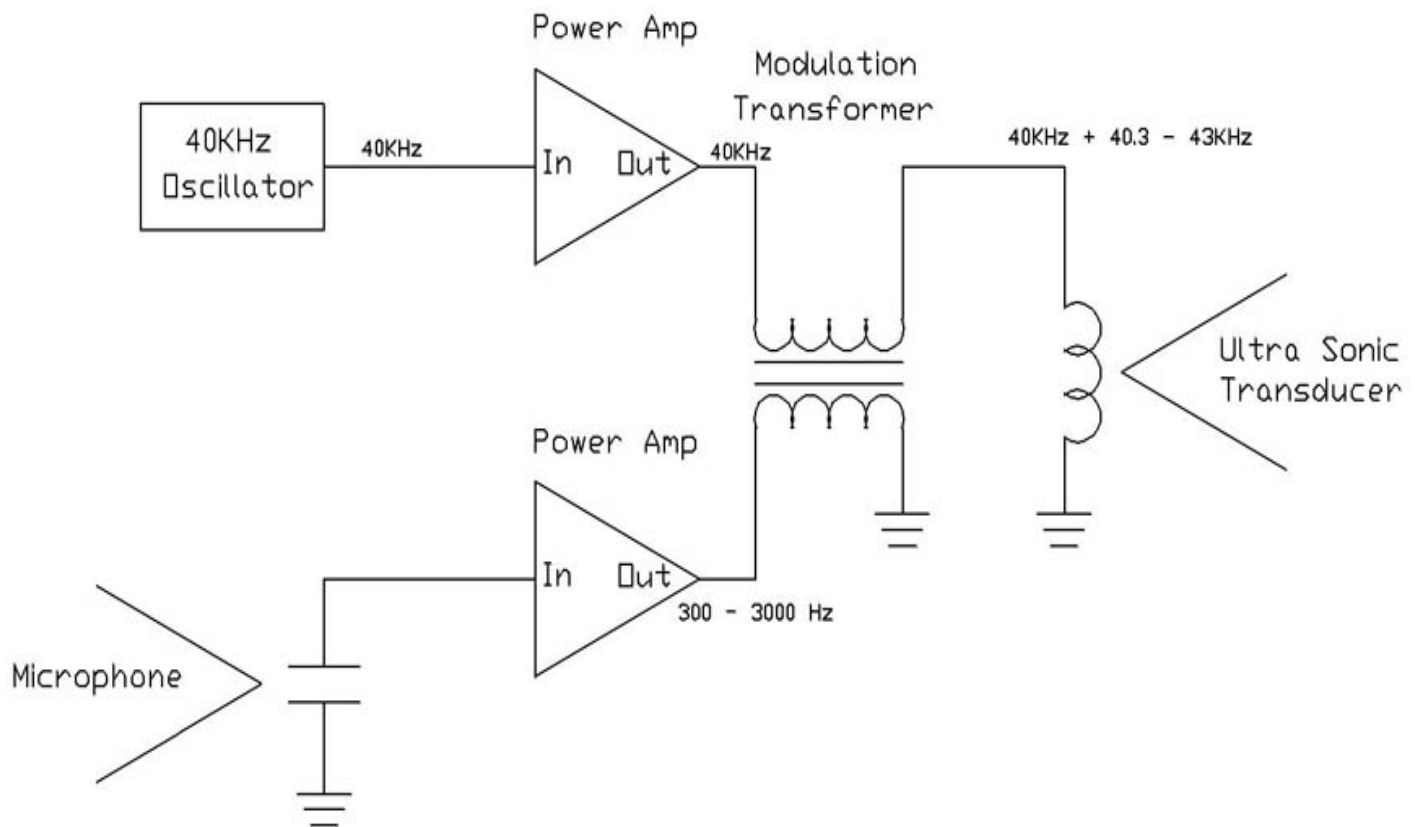 Power Amp
Modulation
Transformer
40KHz
Oscillator
40KHz
In
Out
40KHz
40KHz + 40.3 - 43KHz
Ultra Sonic
Transducer
Power Amp
In
Out
300 - 3000 Hz
Microphone